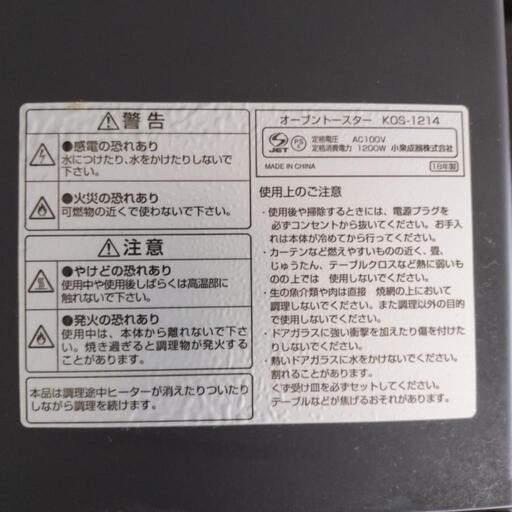 ⚠警告
●感電の恐れあり
水につけたり、水をかけたりしないで
下さい。
●火災の恐れあり
可燃物の近くで使わないで下さい。
⚠注意
●やけどの恐れあり
使用中や使用後しばらくは高温部に
触れないで下さい。
●発火の恐れあり
使用中は、本体から離れないで下さ
い。焼き過ぎると調理物が発火する
ことがあります。
本品は調理途中ヒーターが消えたりついたり
しながら調理を続けます。
オーブントースター KOS-1214
S JET PS E 定格電圧 AC100V
定格消費電力 1200W 小泉成器株式会社
MADE IN CHINA 18年製
使用上のご注意
・使用後や掃除するときには、電源プラグを
必ずコンセントから抜いてください。お手入
れは本体が冷めてから行ってください。
・カーテンなど燃えやすいものの近く、畳、
じゅうたん、テーブルクロスなど熱に弱いも
のの上では 使用しないでください。
・生の魚介類や肉は直接 焼網の上において
調理しないでください。また調理以外の目的
で使用しないでください。
・ドアガラスに強い衝撃を加えたり傷を付けた
りしないでください。
・熱いドアガラスに水をかけないでください。
割れることがあります。
くず受け皿を必ずセットしてください。
テーブルなどが焦げるおそれがあります。